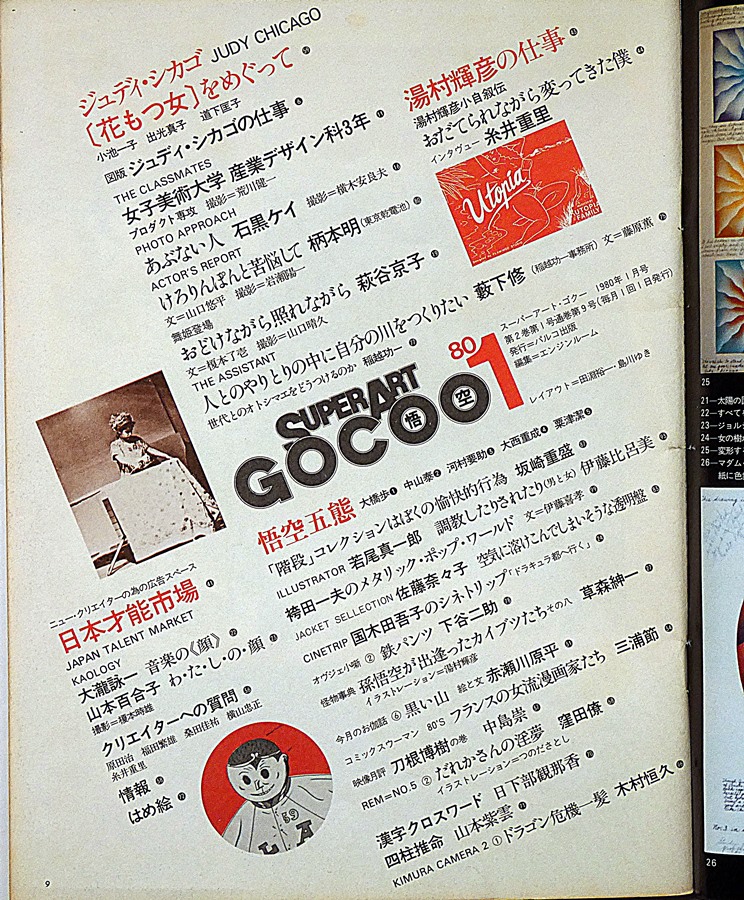 ジュディ・シカゴ JUDY CHICAGO
〔花もつ女〕をめぐって
小池一子 出光真子 道下匡子
図版 ジュディ・シカゴの仕事
THE CLASSMATES
女子美術大学 産業デザイン科3年
プロダクト専攻 撮影=荒川健一
PHOTO APPROACH
あぶない人 石黒ケイ 撮影=横木安良夫
ACTOR'S REPORT
けろりんぽんと苦悩して 柄本明(東京乾電池)
文=山口悠平 撮影=岩瀬陽一
舞姫登場
おどけながら照れながら 萩谷京子
文=榎本了壱 撮影=山口晴久
THE ASSISTANT
人とのやりとりの中に自分の川をつくりたい 藪下修(稲越功一事務所) 文=藤原薫
世代とのオトシマエをどうつけるのか 稲越功一
湯村輝彦の仕事
湯村輝彦小自叙伝
おだてられながら変ってきた僕
インタヴュー 糸井重里
Utopia
UTOPIA FAMILY
スーパーアート・ゴクー 1980年1月号
第2巻第1号通巻第9号(毎月1回1日発行)
発行=パルコ出版
編集=エンジンルーム
レイアウト=田淵裕一・島川ゆき
80 1
SUPER ART
GOCOO
悟空
悟空五態 大橋歩❶ 中山泰❷ 河村要助❸ 大西重成❹ 粟津潔❺
「階段」コレクションはぼくの愉快的行為 坂崎重盛
ILLUSTRATOR 若尾真一郎 調教したりされたり(男と女) 伊藤比呂美
袴田一夫のメタリック・ポップ・ワールド 文=伊藤喜孝
JACKET SELLECTION 佐藤奈々子 空気に溶けこんでしまいそうな透明盤
CINETRIP 国木田吾子のシネトリップ「ドラキュラ都へ行く」
オヴジェ小噺 ② 鉄パンツ 下谷二助
怪物事典 孫悟空が出逢ったカイブツたち その八 草森紳一
イラストレーション=湯村輝彦
今月のお伽話 ⑥ 黒い山 絵と文 赤瀬川原平
コミックスウーマン 80'S フランスの女流漫画家たち 三浦節
映像月評 刀根博樹の巻 中島崇
REM=NO.5 ② だれかさんの淫夢 窪田僚
イラストレーション=つのださとし
漢字クロスワード 日下部観那香
四柱推命 山本紫雲
KIMURA CAMERA 2 ①ドラゴン危機一髪 木村恒久
ニュー・クリエイターの為の広告スペース
日本才能市場
JAPAN TALENT MARKET
KAOLOGY
大瀧詠一 音楽の《顔》
山本百合子 わ・た・し・の・顔
撮影=榎本時雄
クリエイターへの質問
原田治 福田繁雄 桑田佳祐 横山忠正
糸井重里
情報
はめ絵
59
LA
9
25
26